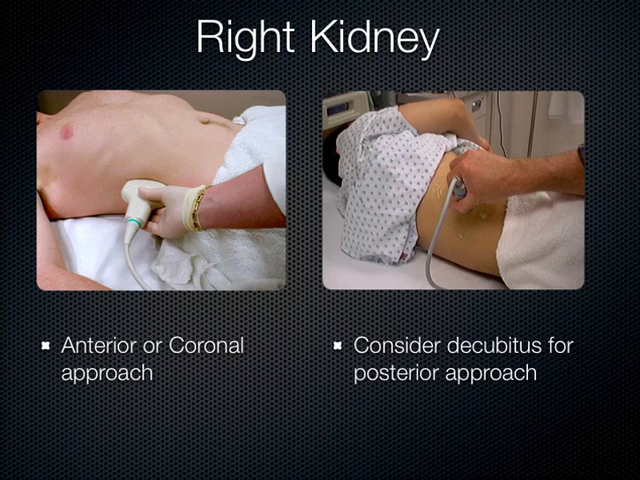 Right Kidney
Anterior or Coronal
approach
Consider decubitus for
posterior approach